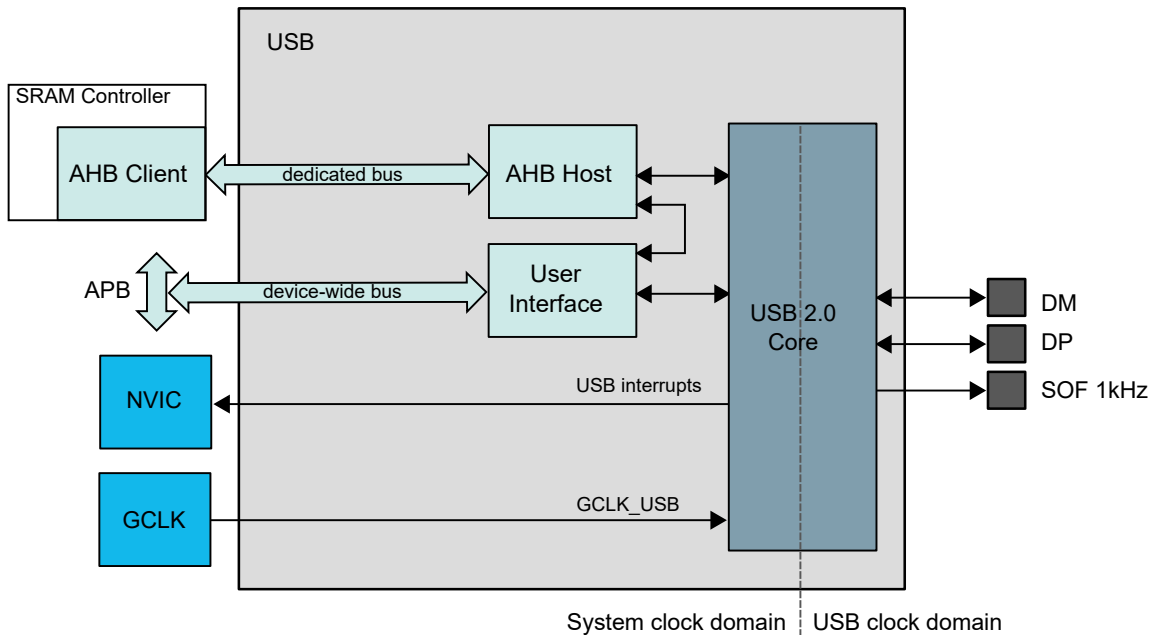 USB
SRAM Controller
AHB Client
dedicated bus
AHB Host
APB
device-wide bus
User
Interface
USB 2.0
Core
DM
DP
SOF 1kHz
NVIC
USB interrupts
GCLK
GCLK_USB
System clock domain
USB clock domain